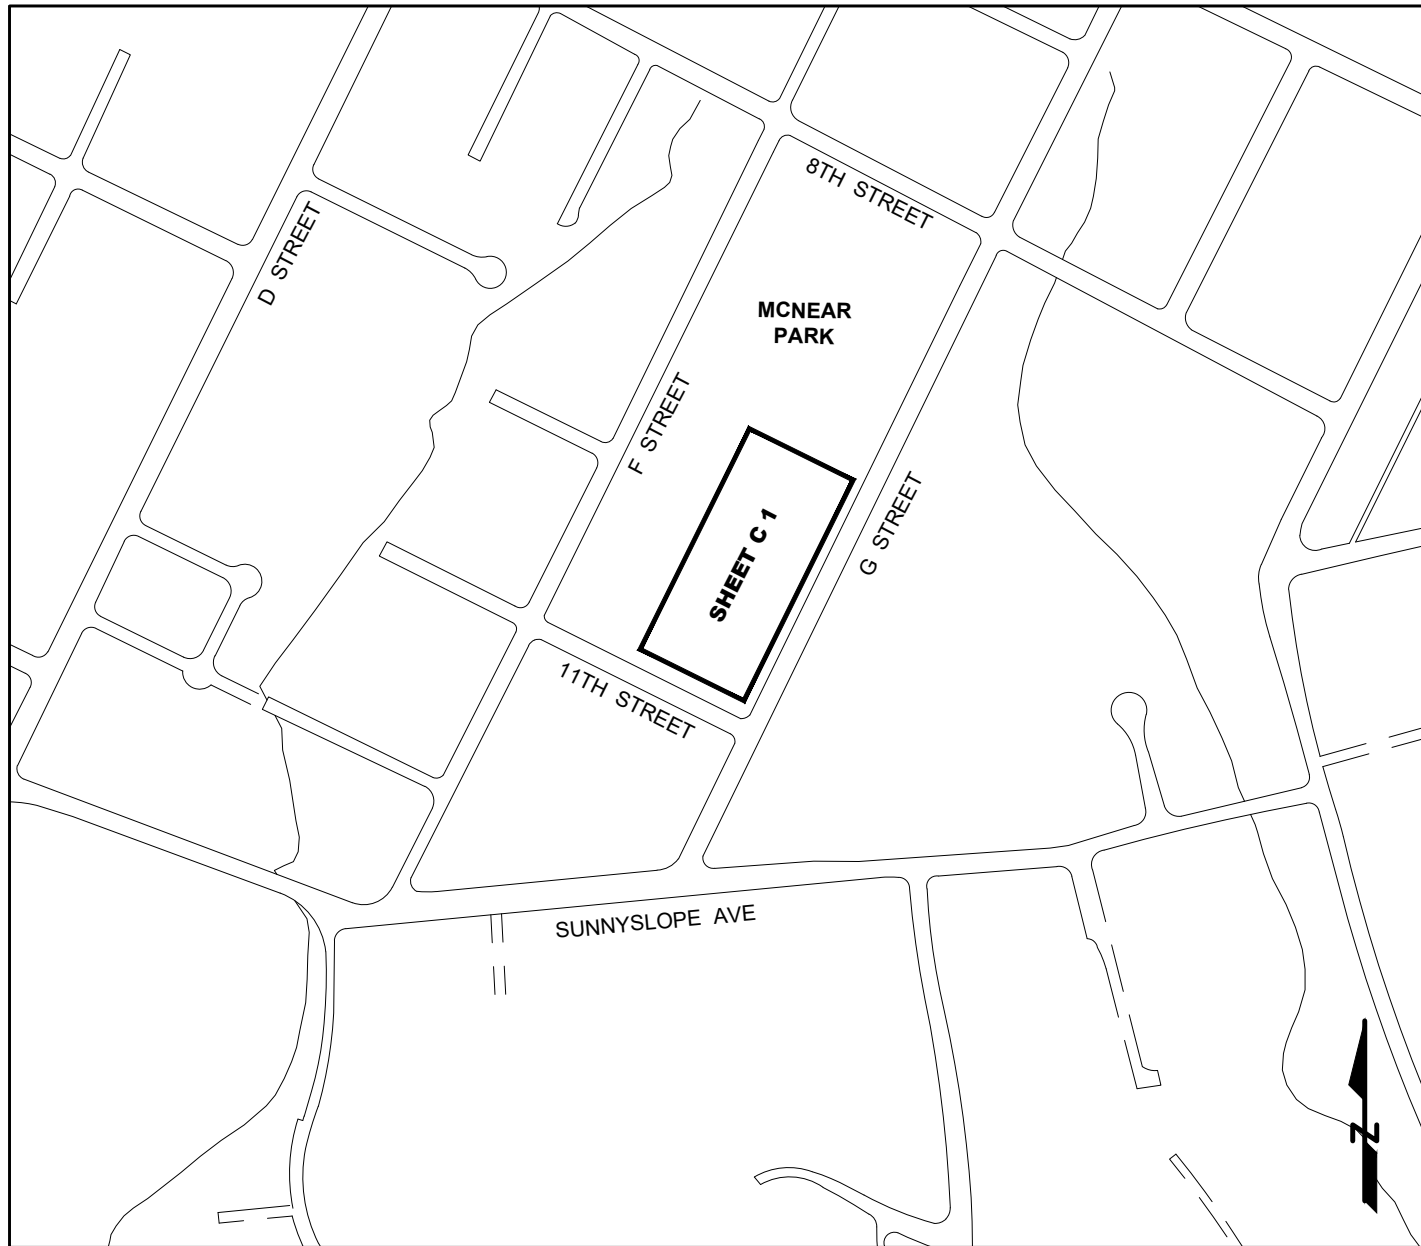 8TH STREET
D STREET
MCNEAR
PARK
F STREET
G STREET
SHEET C 1
11TH STREET
SUNNYSLOPE AVE
N